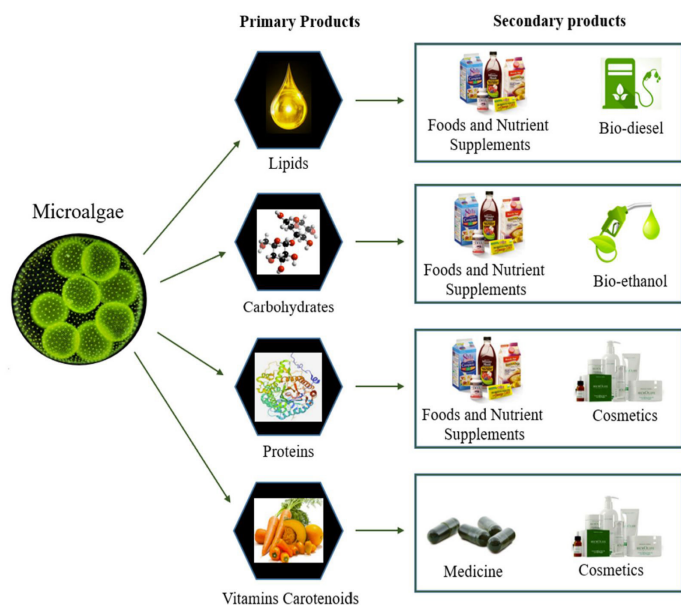 Primary Products
Secondary products
Microalgae
Lipids
Foods and Nutrient
Supplements
Bio-diesel
Carbohydrates
Foods and Nutrient
Supplements
Bio-ethanol
Proteins
Foods and Nutrient
Supplements
Cosmetics
Vitamins Carotenoids
Medicine
Cosmetics